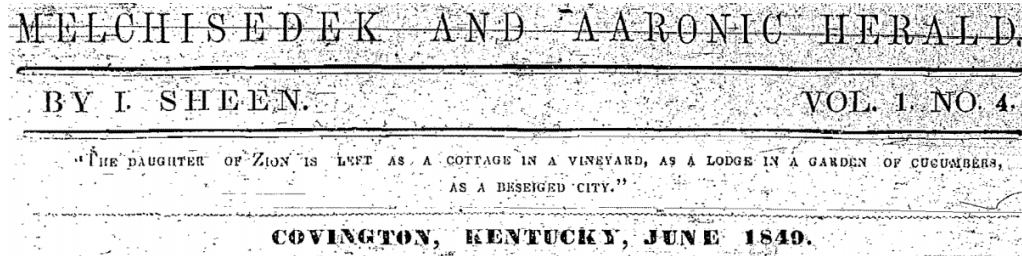 MELCHISEDEK AND AARONIC HERALD.
BY I. SHEEN. VOL. 1. NO. 4.
"THE DAUGHTER OF ZION IS LEFT AS A COTTAGE IN A VINEYARD, AS A LODGE IN A GARDEN OF CUCUMBERS,
AS A BESEIGED CITY."
COVINGTON, KENTUCKY, JUNE 1849.